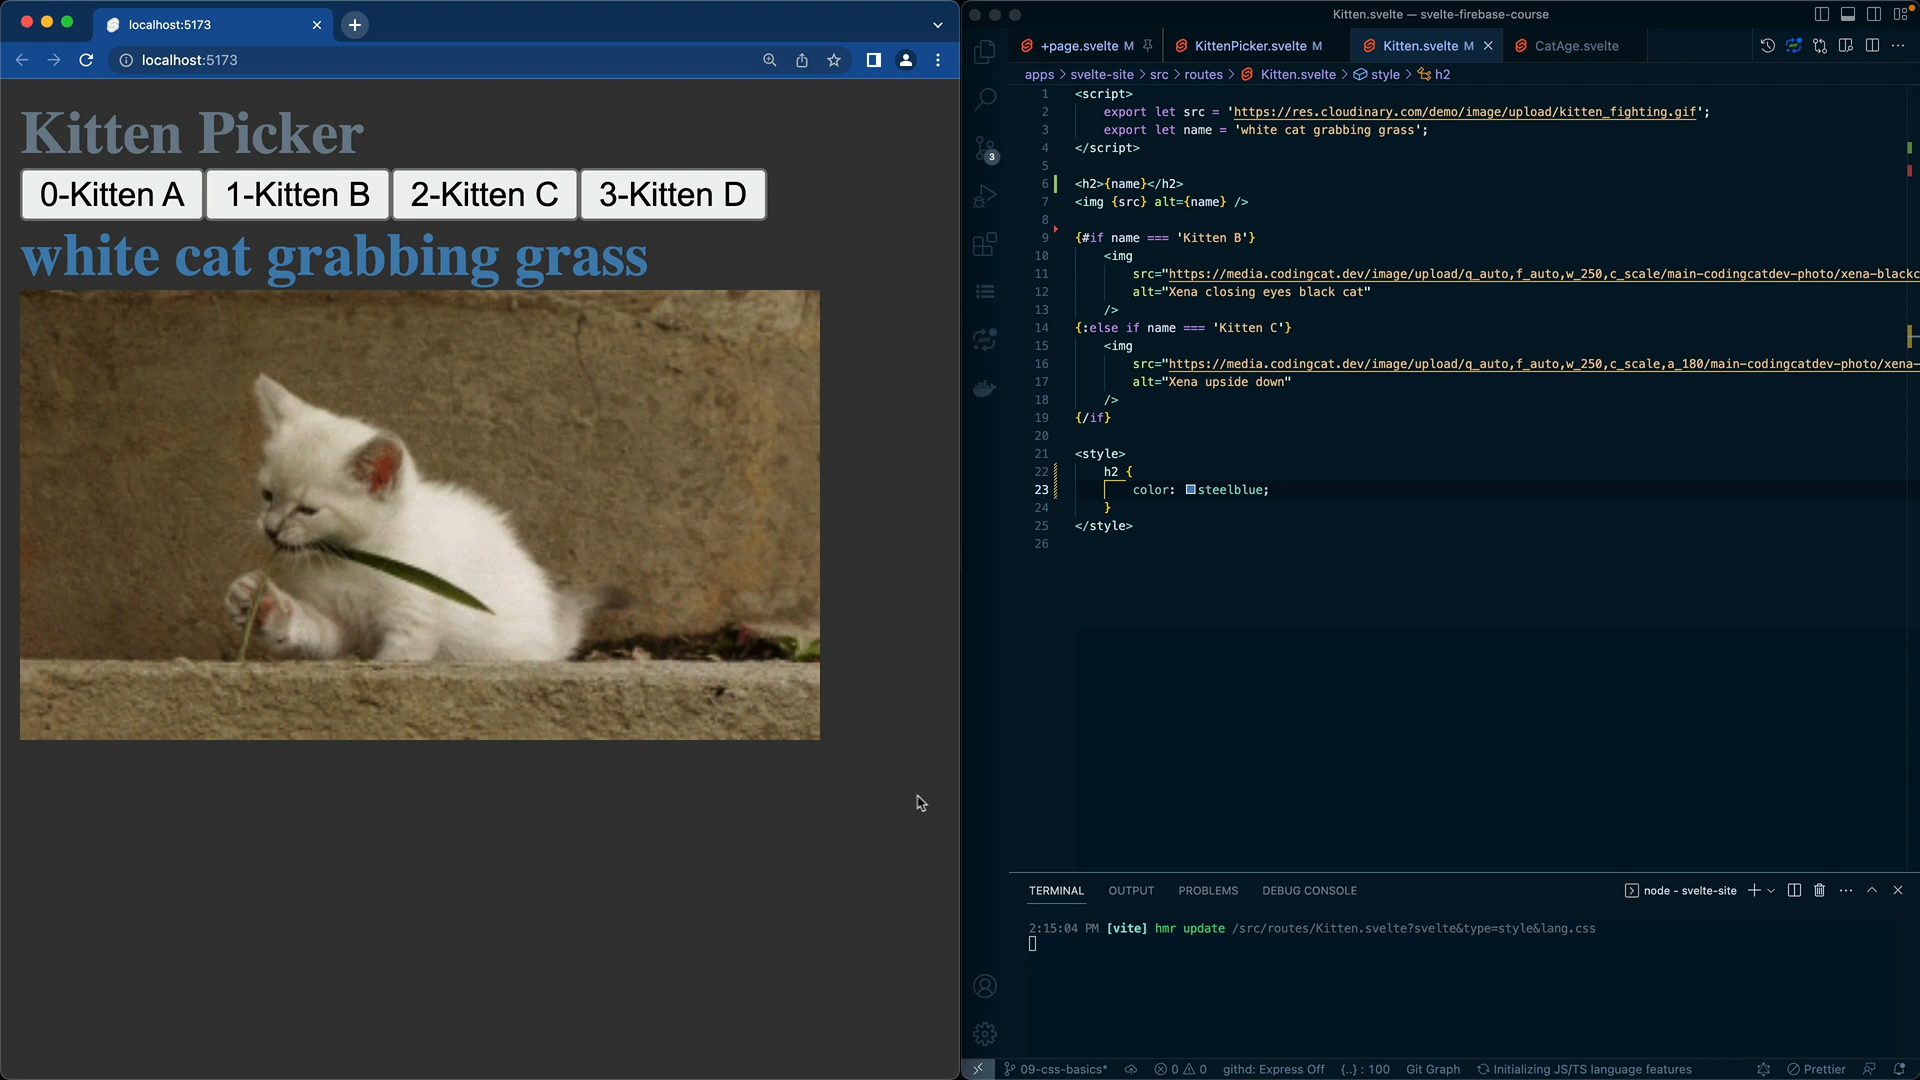 localhost:5173
localhost:5173
Kitten Picker
0-Kitten A 1-Kitten B 2-Kitten C 3-Kitten D
white cat grabbing grass
Kitten.svelte — svelte-firebase-course
+page.svelte M KittenPicker.svelte M Kitten.svelte M CatAge.svelte
apps > svelte-site > src > routes > Kitten.svelte > style > h2
1 <script>
2 export let src = 'https://res.cloudinary.com/demo/image/upload/kitten_fighting.gif';
3 export let name = 'white cat grabbing grass';
4 </script>
5
6 <h2>{name}</h2>
7 <img {src} alt={name} />
8
9 {#if name === 'Kitten B'}
10 <img
11 src="https://media.codingcat.dev/image/upload/q_auto,f_auto,w_250,c_scale/main-codingcatdev-photo/xena-blackc
12 alt="Xena closing eyes black cat"
13 />
14 {:else if name === 'Kitten C'}
15 <img
16 src="https://media.codingcat.dev/image/upload/q_auto,f_auto,w_250,c_scale,a_180/main-codingcatdev-photo/xena-
17 alt="Xena upside down"
18 />
19 {/if}
20
21 <style>
22 h2 {
23 color: steelblue;
24 }
25 </style>
26
3
TERMINAL OUTPUT PROBLEMS DEBUG CONSOLE node - svelte-site
2:15:04 PM [vite] hmr update /src/routes/Kitten.svelte?svelte&type=style&lang.css
09-css-basics* 0 0 githd: Express Off {..} : 100 Git Graph Initializing JS/TS language features Prettier